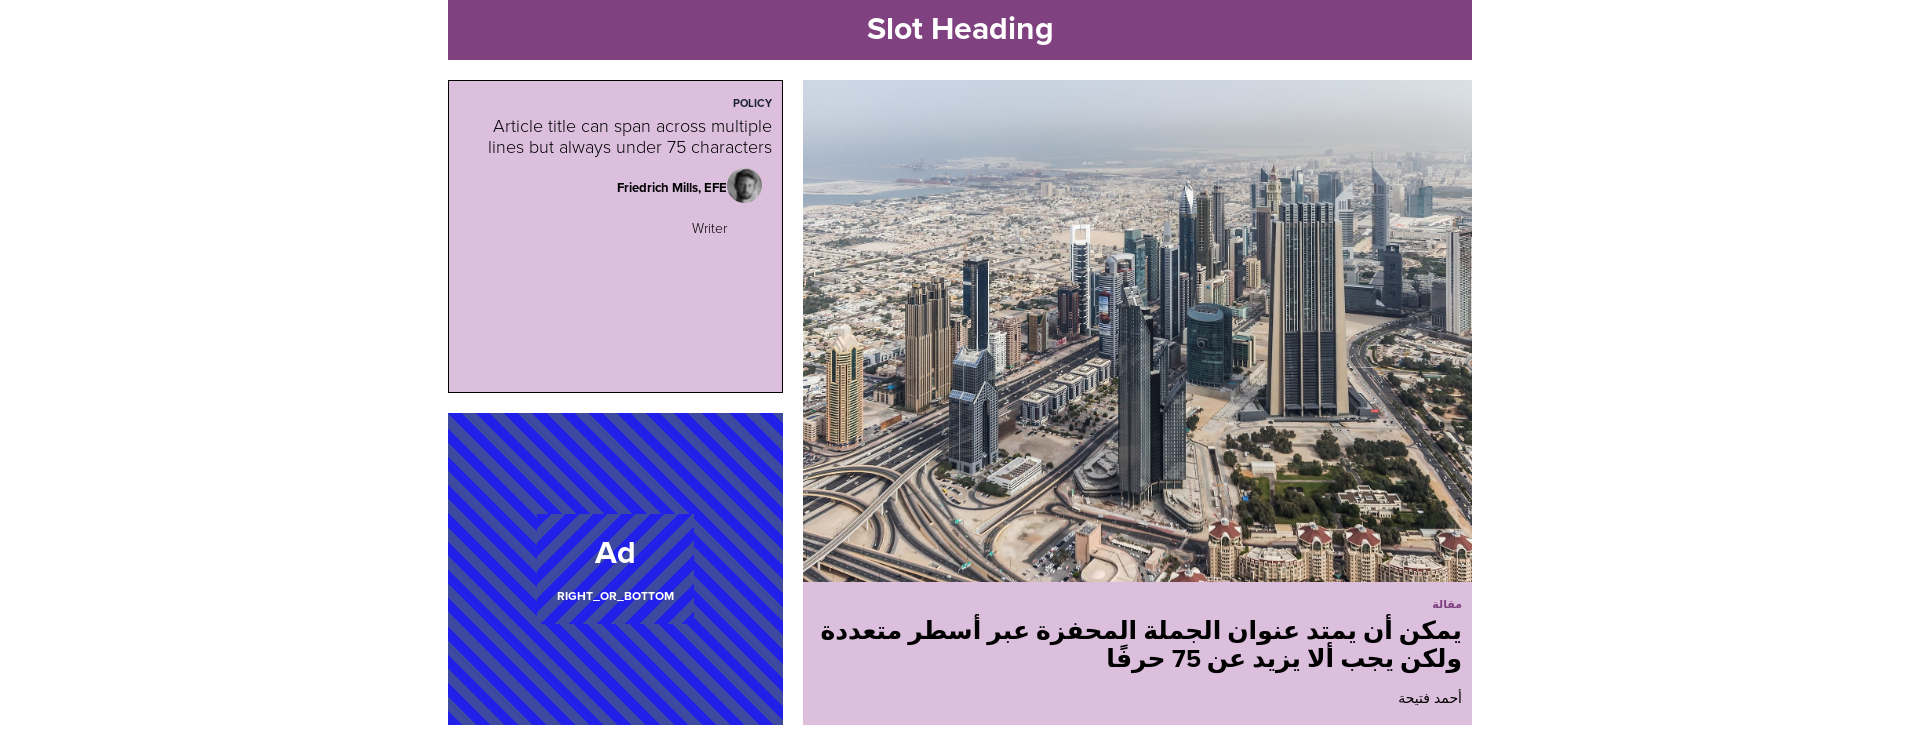 Slot Heading
POLICY
Article title can span across multiple
lines but always under 75 characters
Friedrich Mills, EFE
Writer
Ad
RIGHT_OR_BOTTOM
مقالة
يمكن أن يمتد عنوان الجملة المحفزة عبر أسطر متعددة
ولكن يجب ألا يزيد عن 75 حرفًا
أحمد فتيحة